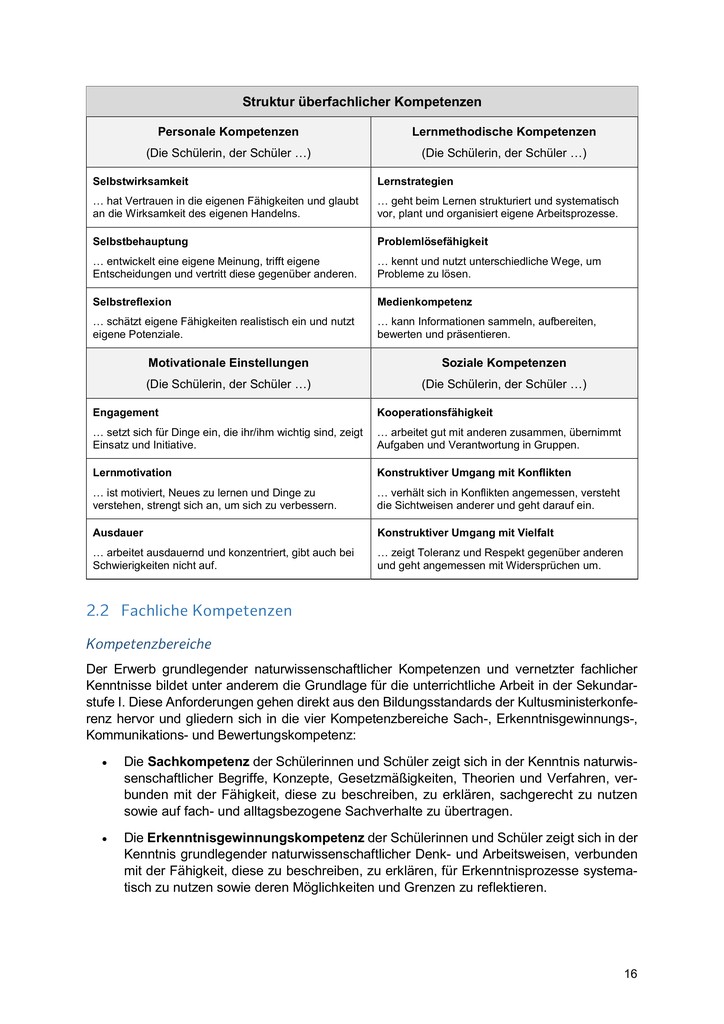 Struktur überfachlicher Kompetenzen
Personale Kompetenzen
(Die Schülerin, der Schüler …)
Lernmethodische Kompetenzen
(Die Schülerin, der Schüler …)
Selbstwirksamkeit
… hat Vertrauen in die eigenen Fähigkeiten und glaubt
an die Wirksamkeit des eigenen Handelns.
Lernstrategien
… geht beim Lernen strukturiert und systematisch
vor, plant und organisiert eigene Arbeitsprozesse.
Selbstbehauptung
… entwickelt eine eigene Meinung, trifft eigene
Entscheidungen und vertritt diese gegenüber anderen.
Problemlösefähigkeit
… kennt und nutzt unterschiedliche Wege, um
Probleme zu lösen.
Selbstreflexion
… schätzt eigene Fähigkeiten realistisch ein und nutzt
eigene Potenziale.
Medienkompetenz
… kann Informationen sammeln, aufbereiten,
bewerten und präsentieren.
Motivationale Einstellungen
(Die Schülerin, der Schüler …)
Soziale Kompetenzen
(Die Schülerin, der Schüler …)
Engagement
… setzt sich für Dinge ein, die ihr/ihm wichtig sind, zeigt
Einsatz und Initiative.
Kooperationsfähigkeit
… arbeitet gut mit anderen zusammen, übernimmt
Aufgaben und Verantwortung in Gruppen.
Lernmotivation
… ist motiviert, Neues zu lernen und Dinge zu
verstehen, strengt sich an, um sich zu verbessern.
Konstruktiver Umgang mit Konflikten
… verhält sich in Konflikten angemessen, versteht
die Sichtweisen anderer und geht darauf ein.
Ausdauer
… arbeitet ausdauernd und konzentriert, gibt auch bei
Schwierigkeiten nicht auf.
Konstruktiver Umgang mit Vielfalt
… zeigt Toleranz und Respekt gegenüber anderen
und geht angemessen mit Widersprüchen um.
2.2 Fachliche Kompetenzen
Kompetenzbereiche
Der Erwerb grundlegender naturwissenschaftlicher Kompetenzen und vernetzter fachlicher
Kenntnisse bildet unter anderem die Grundlage für die unterrichtliche Arbeit in der Sekundar-
stufe I. Diese Anforderungen gehen direkt aus den Bildungsstandards der Kultusministerkonfe-
renz hervor und gliedern sich in die vier Kompetenzbereiche Sach-, Erkenntnisgewinnungs-,
Kommunikations- und Bewertungskompetenz:
• Die Sachkompetenz der Schülerinnen und Schüler zeigt sich in der Kenntnis naturwis-
senschaftlicher Begriffe, Konzepte, Gesetzmäßigkeiten, Theorien und Verfahren, ver-
bunden mit der Fähigkeit, diese zu beschreiben, zu erklären, sachgerecht zu nutzen
sowie auf fach- und alltagsbezogene Sachverhalte zu übertragen.
• Die Erkenntnisgewinnungskompetenz der Schülerinnen und Schüler zeigt sich in der
Kenntnis grundlegender naturwissenschaftlicher Denk- und Arbeitsweisen, verbunden
mit der Fähigkeit, diese zu beschreiben, zu erklären, für Erkenntnisprozesse systema-
tisch zu nutzen sowie deren Möglichkeiten und Grenzen zu reflektieren.
16